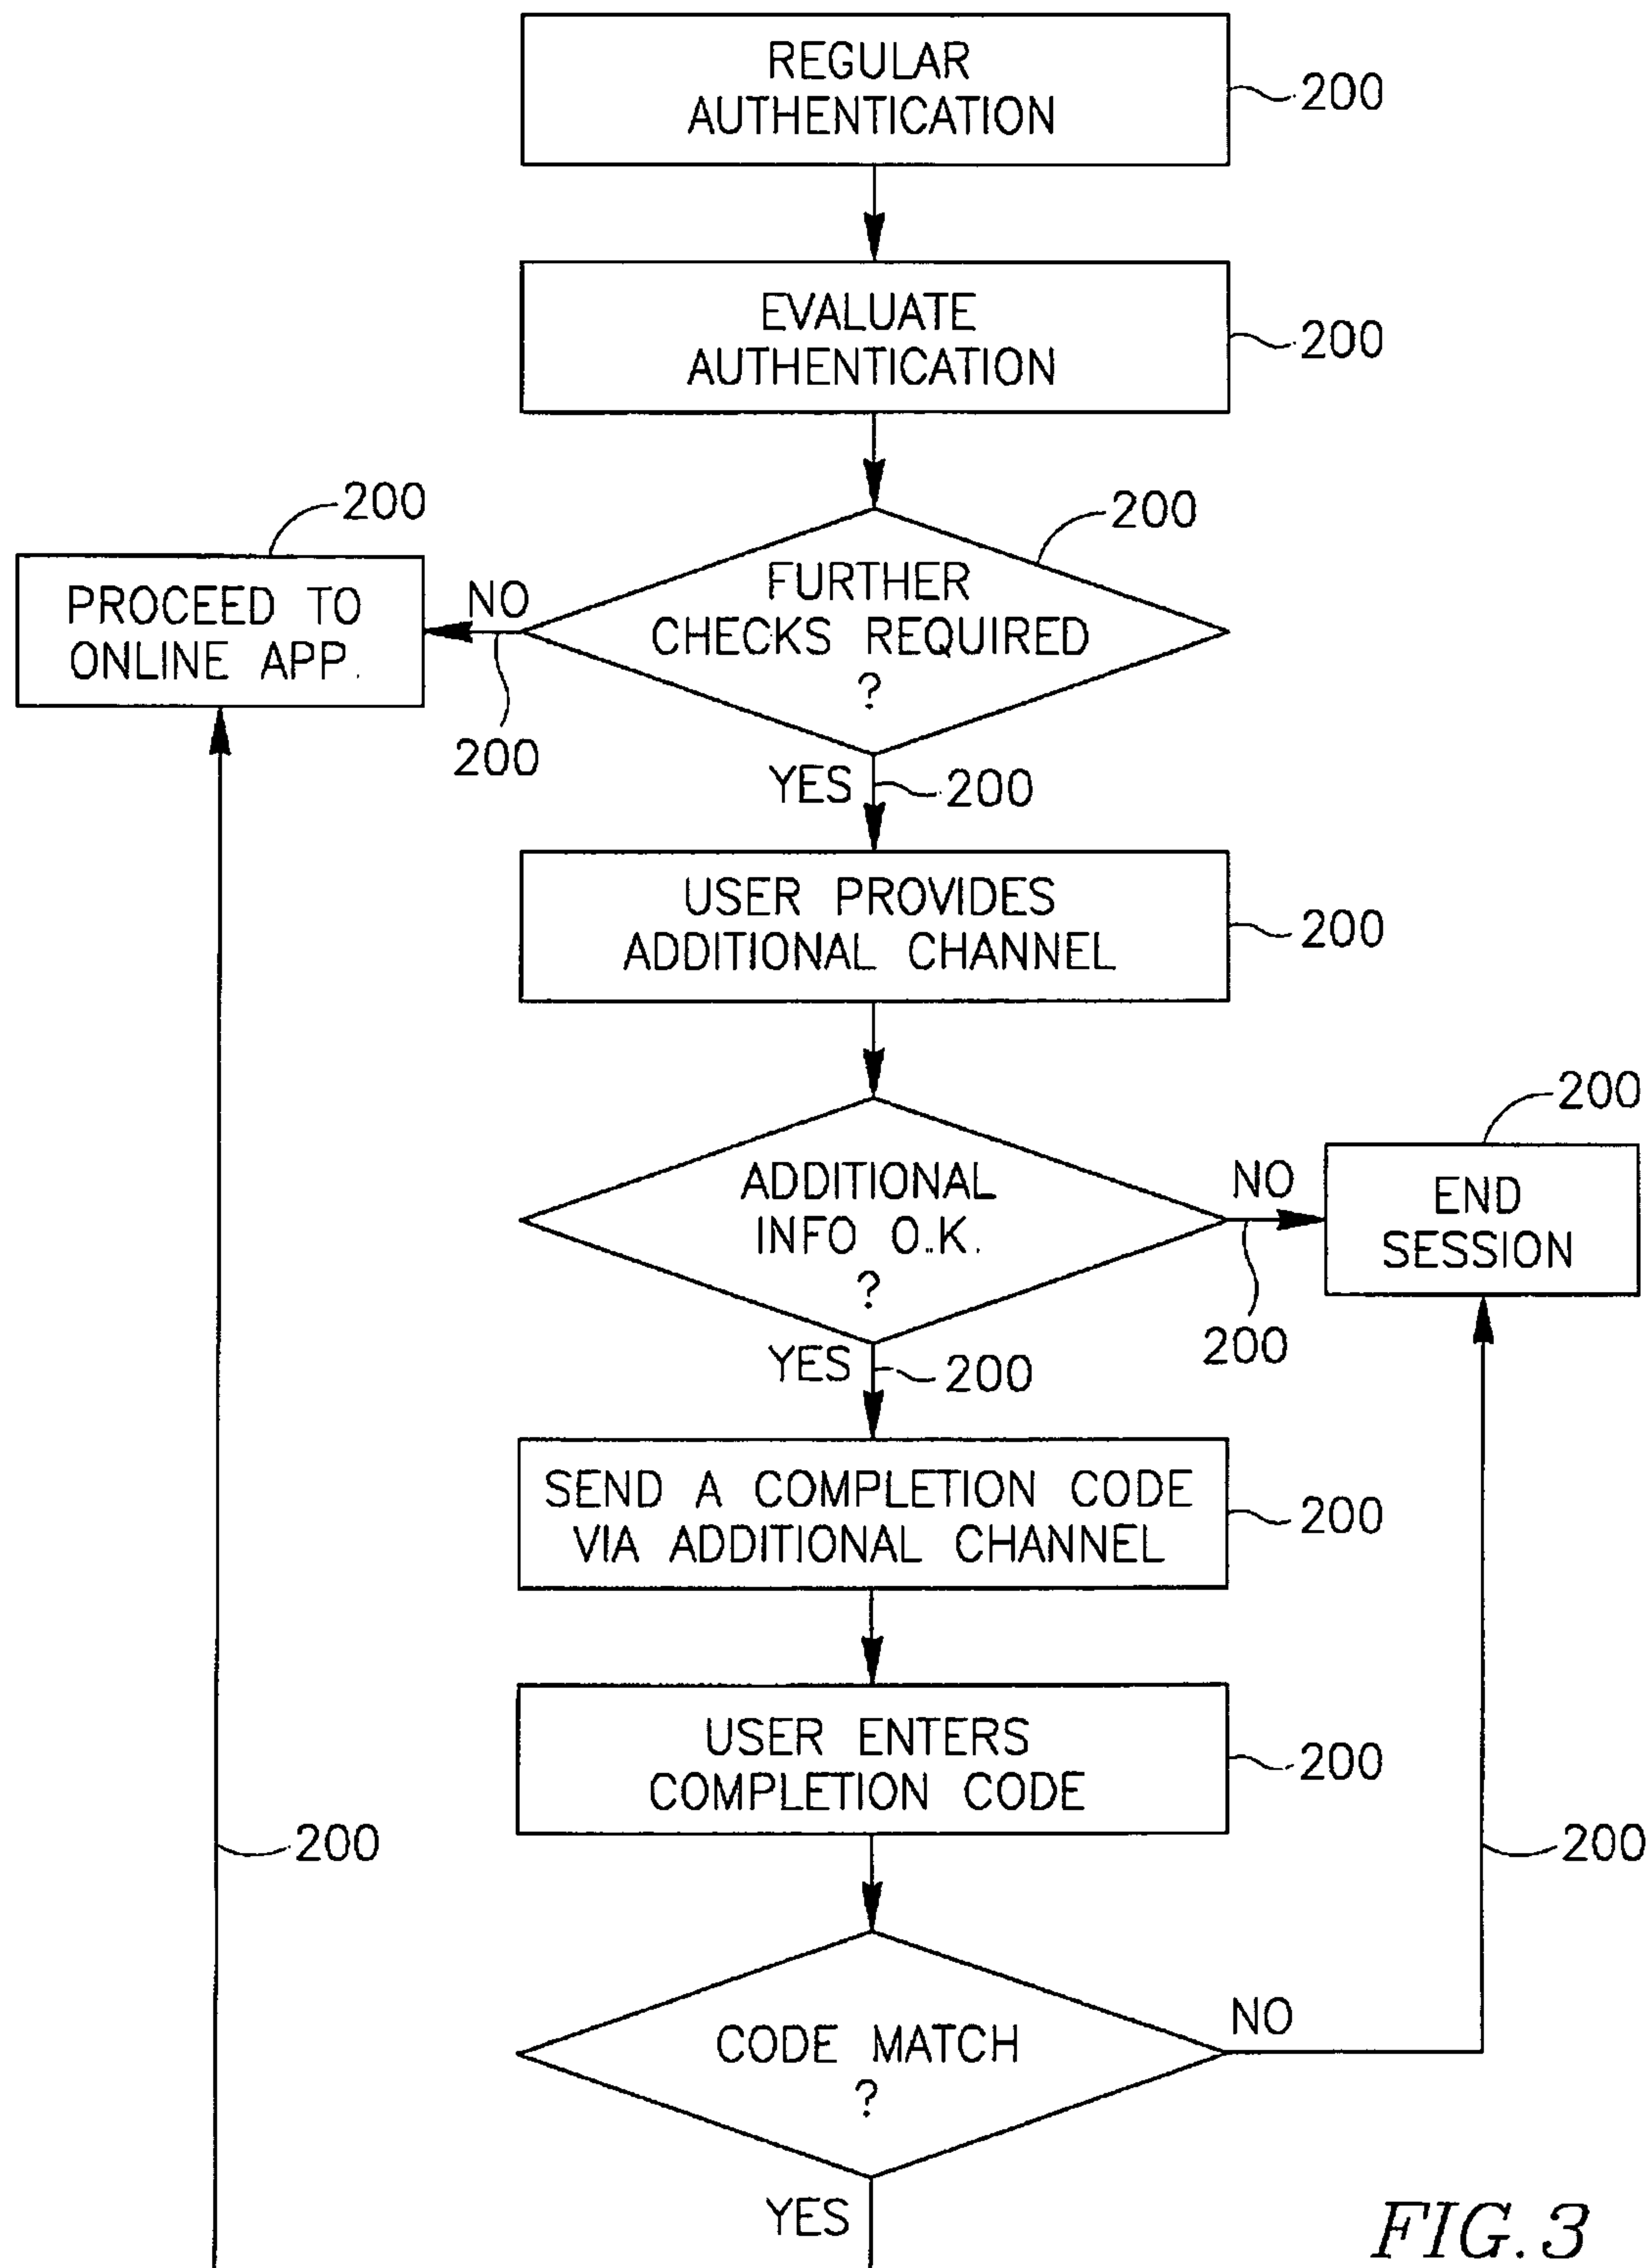 REGULAR
AUTHENTICATION
200
EVALUATE
AUTHENTICATION
200
200
PROCEED TO
ONLINE APP.
NO
200
200
FURTHER
CHECKS REQUIRED
?
YES
200
USER PROVIDES
ADDITIONAL CHANNEL
200
ADDITIONAL
INFO O.K.
?
NO
200
200
END
SESSION
YES
200
SEND A COMPLETION CODE
VIA ADDITIONAL CHANNEL
200
USER ENTERS
COMPLETION CODE
200
200
200
CODE MATCH
?
NO
YES
FIG.3